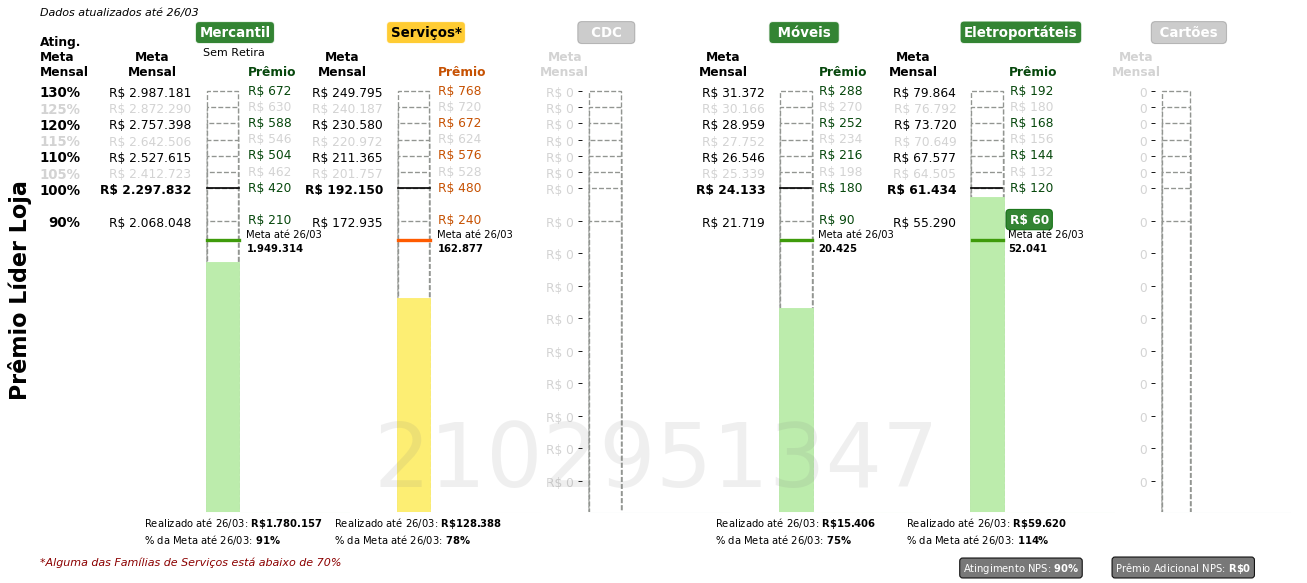 Dados atualizados até 26/03
Mercantil Serviços* CDC Móveis Eletroportáteis Cartões
Sem Retira
Ating. Meta Mensal Meta Mensal Prêmio Meta Mensal Prêmio Meta Mensal Meta Mensal Prêmio Meta Mensal Prêmio Meta Mensal
130% R$ 2.987.181 R$ 672 R$ 249.795 R$ 768 R$ 0 R$ 31.372 R$ 288 R$ 79.864 R$ 192 0
125% R$ 2.872.290 R$ 630 R$ 240.187 R$ 720 R$ 0 R$ 30.166 R$ 270 R$ 76.792 R$ 180 0
120% R$ 2.757.398 R$ 588 R$ 230.580 R$ 672 R$ 0 R$ 28.959 R$ 252 R$ 73.720 R$ 168 0
115% R$ 2.642.506 R$ 546 R$ 220.972 R$ 624 R$ 0 R$ 27.752 R$ 234 R$ 70.649 R$ 156 0
110% R$ 2.527.615 R$ 504 R$ 211.365 R$ 576 R$ 0 R$ 26.546 R$ 216 R$ 67.577 R$ 144 0
105% R$ 2.412.723 R$ 462 R$ 201.757 R$ 528 R$ 0 R$ 25.339 R$ 198 R$ 64.505 R$ 132 0
100% R$ 2.297.832 R$ 420 R$ 192.150 R$ 480 R$ 0 R$ 24.133 R$ 180 R$ 61.434 R$ 120 0
90% R$ 2.068.048 R$ 210 R$ 172.935 R$ 240 R$ 0 R$ 21.719 R$ 90 R$ 55.290 R$ 60 0
Meta até 26/03 Meta até 26/03 Meta até 26/03 Meta até 26/03
1.949.314 162.877 20.425 52.041
R$ 0 0
R$ 0 0
R$ 0 0
R$ 0 0
R$ 0 0
R$ 0 0
R$ 0 0
R$ 0 0
Prêmio Líder Loja
2102951347
Realizado até 26/03: R$1.780.157 Realizado até 26/03: R$128.388 Realizado até 26/03: R$15.406 Realizado até 26/03: R$59.620
% da Meta até 26/03: 91% % da Meta até 26/03: 78% % da Meta até 26/03: 75% % da Meta até 26/03: 114%
*Alguma das Famílias de Serviços está abaixo de 70% Atingimento NPS: 90% Prêmio Adicional NPS: R$0